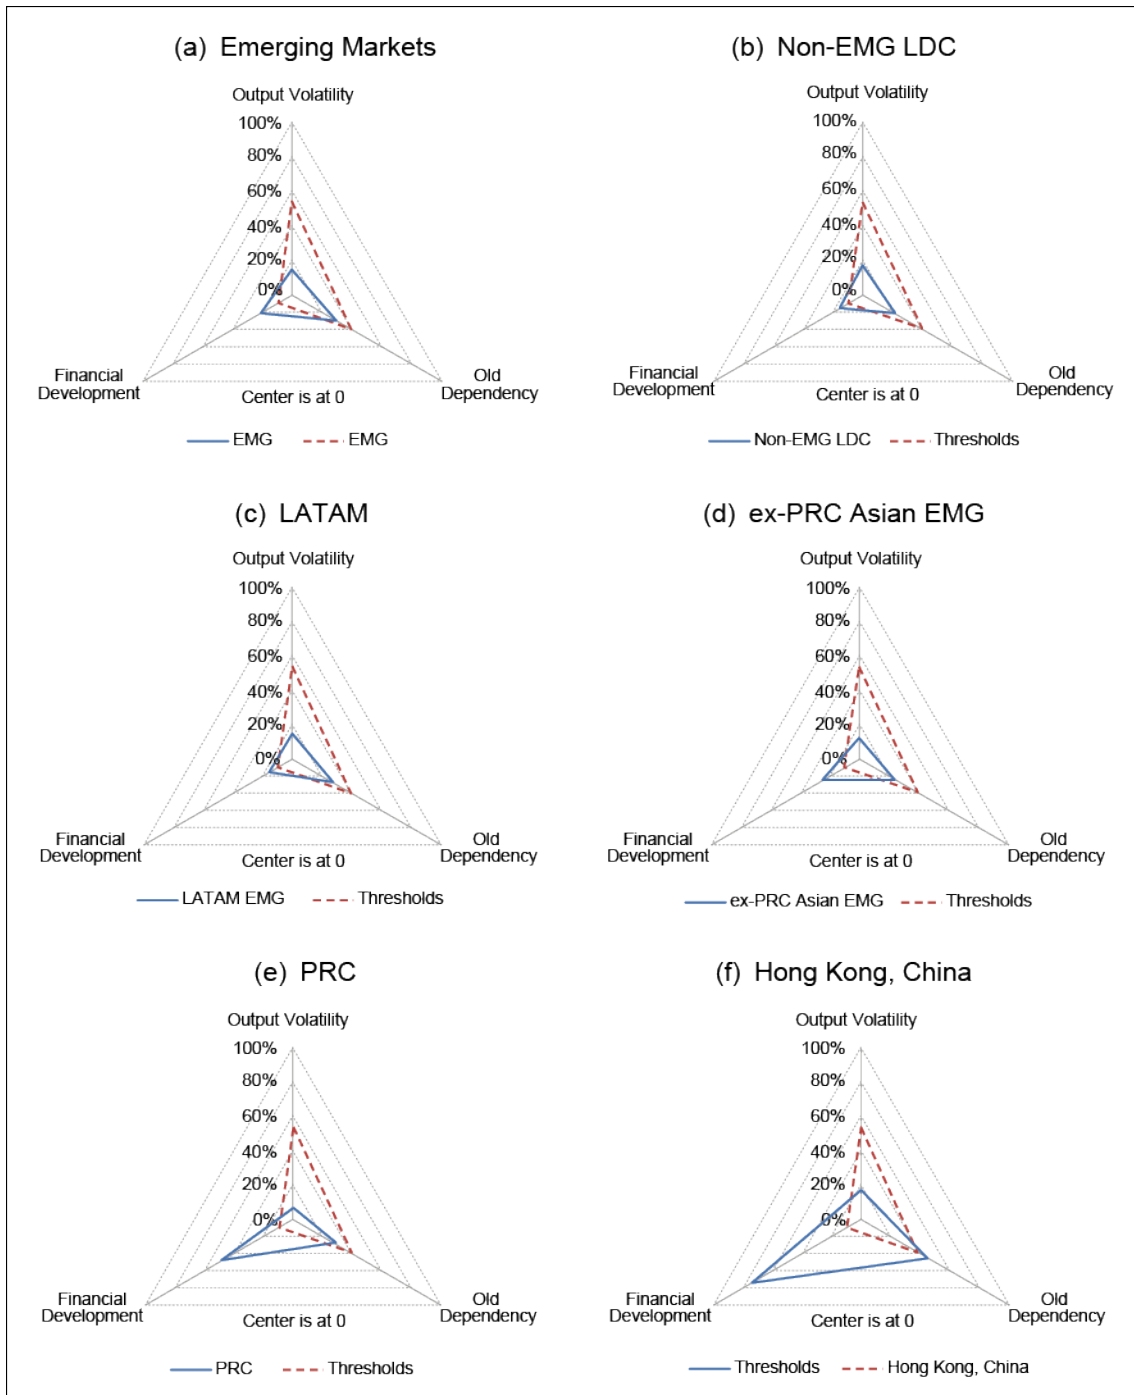 (a) Emerging Markets
Output Volatility
100%
80%
60%
40%
20%
0%
Financial
Development
Center is at 0
Old
Dependency
EMG
EMG
(b) Non-EMG LDC
Output Volatility
100%
80%
60%
40%
20%
0%
Financial
Development
Center is at 0
Old
Dependency
Non-EMG LDC
Thresholds
(c) LATAM
Output Volatility
100%
80%
60%
40%
20%
0%
Financial
Development
Center is at 0
Old
Dependency
LATAM EMG
Thresholds
(d) ex-PRC Asian EMG
Output Volatility
100%
80%
60%
40%
20%
0%
Financial
Development
Center is at 0
Old
Dependency
ex-PRC Asian EMG
Thresholds
(e) PRC
Output Volatility
100%
80%
60%
40%
20%
0%
Financial
Development
Center is at 0
Old
Dependency
PRC
Thresholds
(f) Hong Kong, China
Output Volatility
100%
80%
60%
40%
20%
0%
Financial
Development
Center is at 0
Old
Dependency
Thresholds
Hong Kong, China